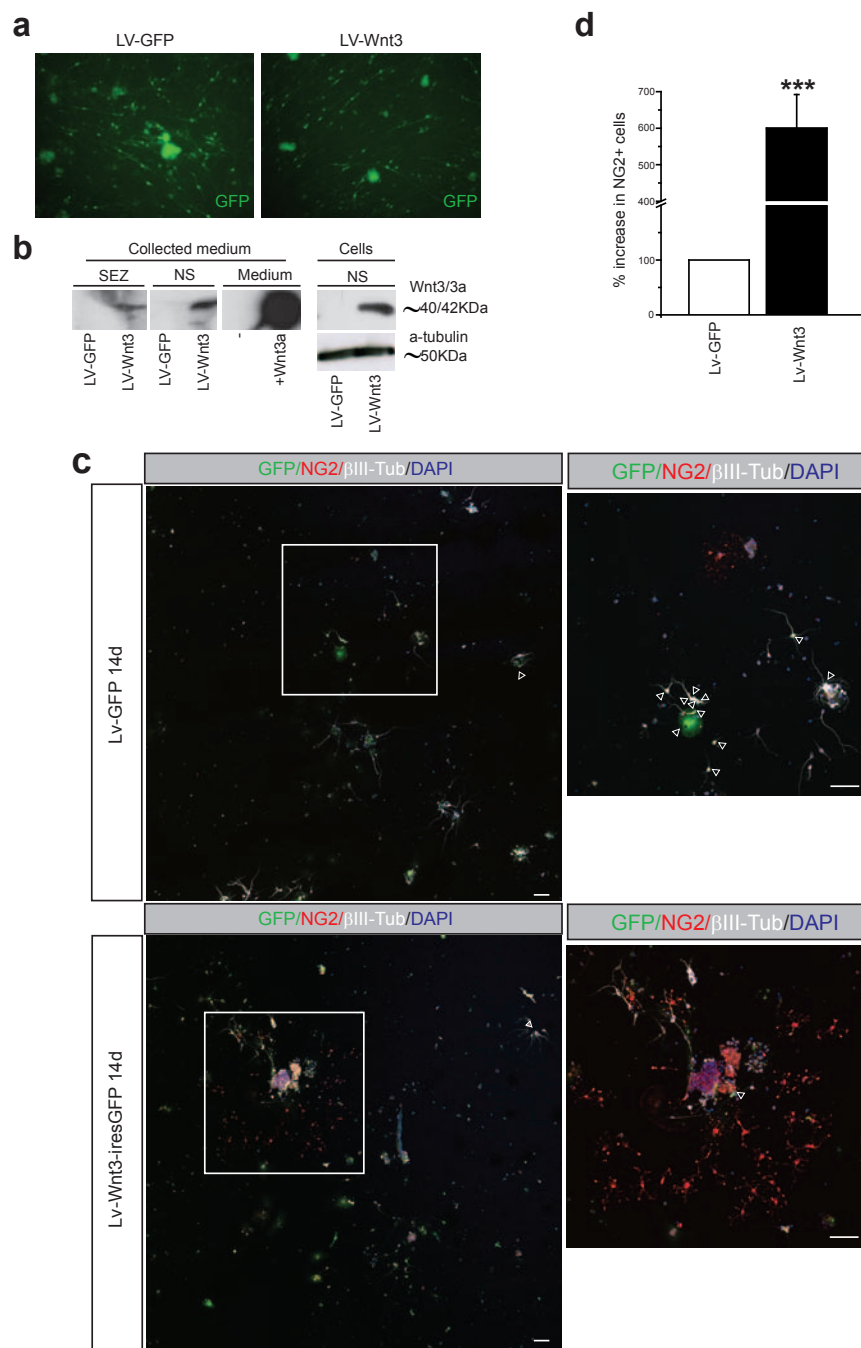 a
LV-GFP
LV-Wnt3
GFP
GFP
b
Collected medium
Cells
SEZ
NS
Medium
NS
Wnt3/3a
~40/42KDa
a-tubulin
~50KDa
LV-GFP
LV-Wnt3
LV-GFP
LV-Wnt3
-
+Wnt3a
LV-GFP
LV-Wnt3
d
***
% increase in NG2+ cells
700
600
500
400
100
50
0
Lv-GFP
Lv-Wnt3
c
GFP/NG2/βIII-Tub/DAPI
GFP/NG2/βIII-Tub/DAPI
Lv-GFP 14d
GFP/NG2/βIII-Tub/DAPI
GFP/NG2/βIII-Tub/DAPI
Lv-Wnt3-iresGFP 14d